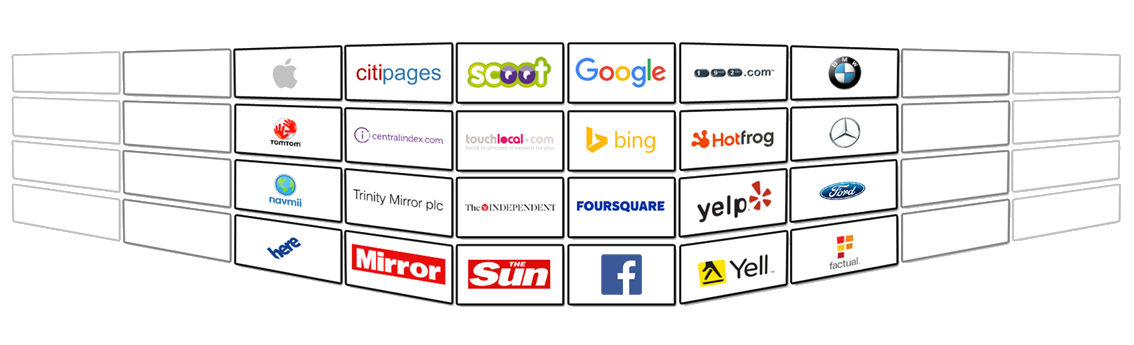 citipages
scoot
Google
192.com
BMW
TOMTOM
centralindex.com
touchlocal.com
local businesses reviewed by you
bing
Hotfrog
navmii
Trinity Mirror plc
The INDEPENDENT
FOURSQUARE
yelp
Ford
here
Mirror
THE
Sun
f
Yell
factual.